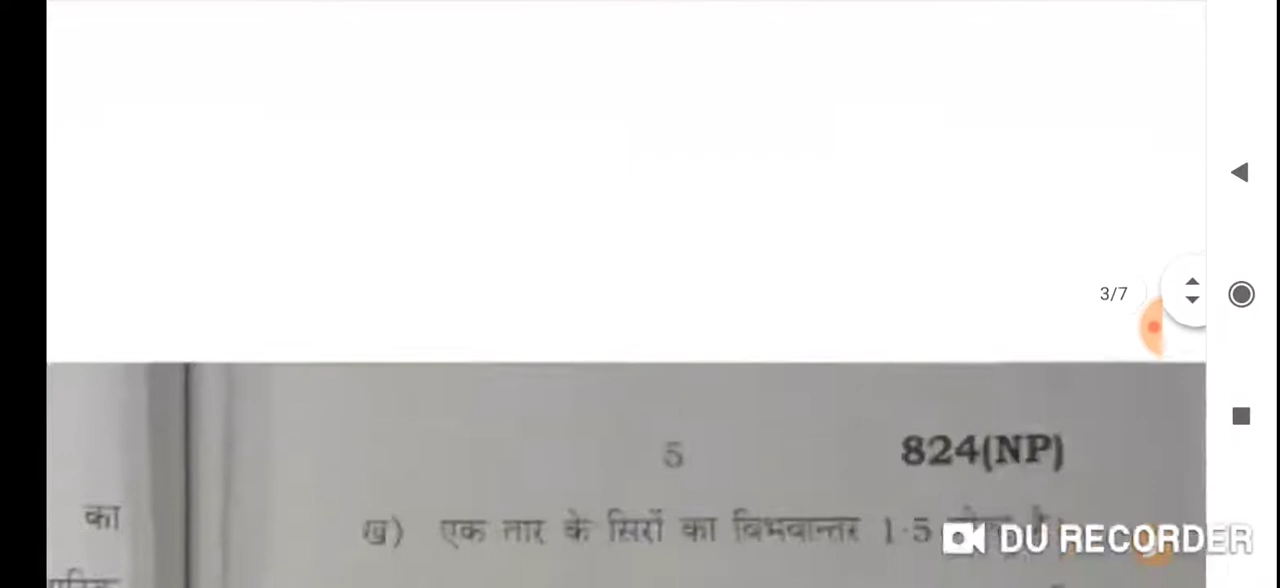 3/7
5
824(NP)
का
ख) एक तार के सिरों का विभवान्तर 1·5
DU RECORDER